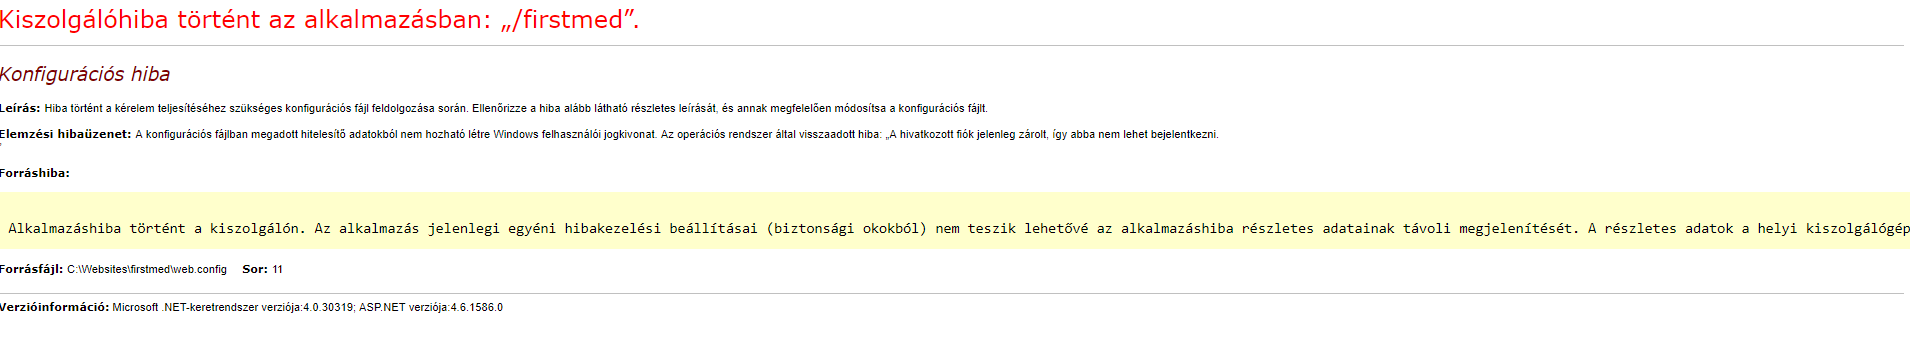 Kiszolgálóhiba történt az alkalmazásban: „/firstmed”.
Konfigurációs hiba
Leírás: Hiba történt a kérelem teljesítéséhez szükséges konfigurációs fájl feldolgozása során. Ellenőrizze a hiba alább látható részletes leírását, és annak megfelelően módosítsa a konfigurációs fájlt.
Elemzési hibaüzenet: A konfigurációs fájlban megadott hitelesítő adatokból nem hozható létre Windows felhasználói jogkivonat. Az operációs rendszer által visszaadott hiba: „A hivatkozott fiók jelenleg zárolt, így abba nem lehet bejelentkezni.
”
Forráshiba:
Alkalmazáshiba történt a kiszolgálón. Az alkalmazás jelenlegi egyéni hibakezelési beállításai (biztonsági okokból) nem teszik lehetővé az alkalmazáshiba részletes adatainak távoli megjelenítését. A részletes adatok a helyi kiszolgálógép
Forrásfájl: C:\Websites\firstmed\web.config Sor: 11
Verzióinformáció: Microsoft .NET-keretrendszer verziója:4.0.30319; ASP.NET verziója:4.6.1586.0